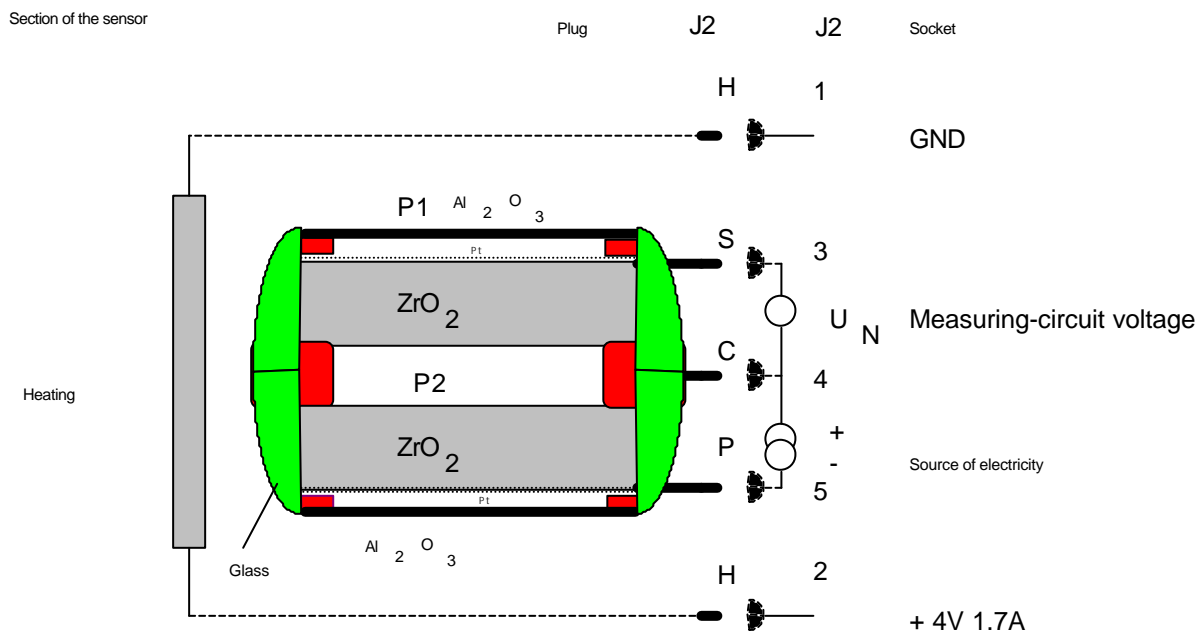 Section of the sensor
Plug J2 J2 Socket
H 1
GND
P1 Al 2 O 3
S 3
Pt
ZrO 2
U N Measuring-circuit voltage
C
4
P2
Heating
+
P
ZrO 2
-
Source of electricity
5
Pt
Al 2 O 3
Glass
H 2
+ 4V 1.7A